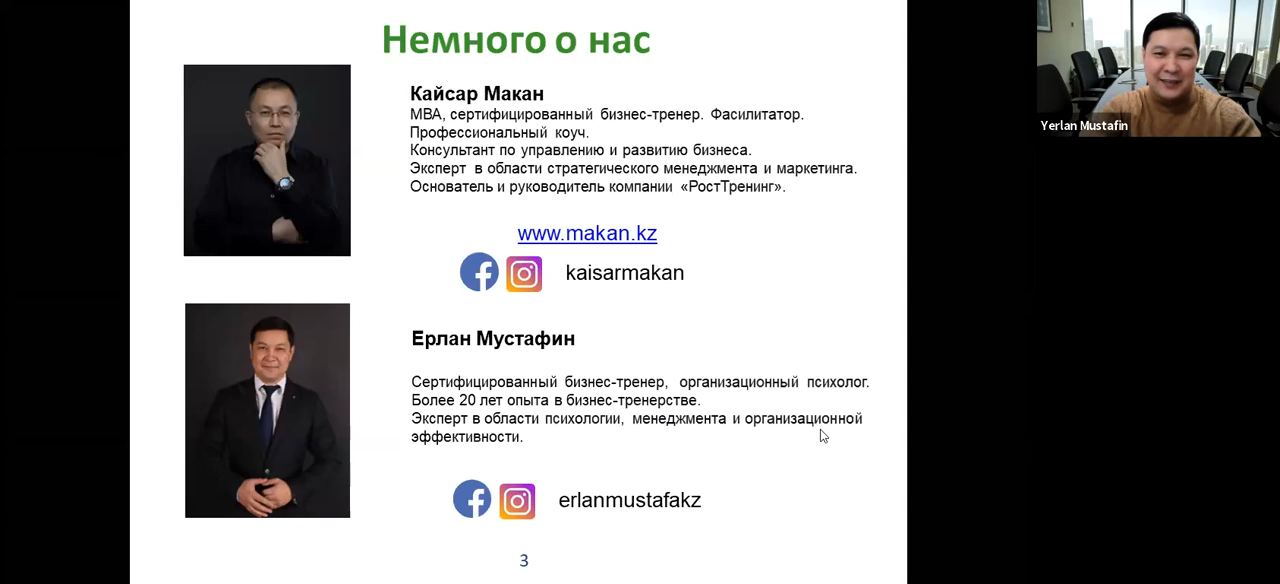 Немного о нас
Кайсар Макан
MBA, сертифицированный бизнес-тренер. Фасилитатор.
Профессиональный коуч.
Консультант по управлению и развитию бизнеса.
Эксперт в области стратегического менеджмента и маркетинга.
Основатель и руководитель компании «РостТренинг».
www.makan.kz
kaisarmakan
Ерлан Мустафин
Сертифицированный бизнес-тренер, организационный психолог.
Более 20 лет опыта в бизнес-тренерстве.
Эксперт в области психологии, менеджмента и организационной
эффективности.
erlanmustafakz
3
Yerlan Mustafin